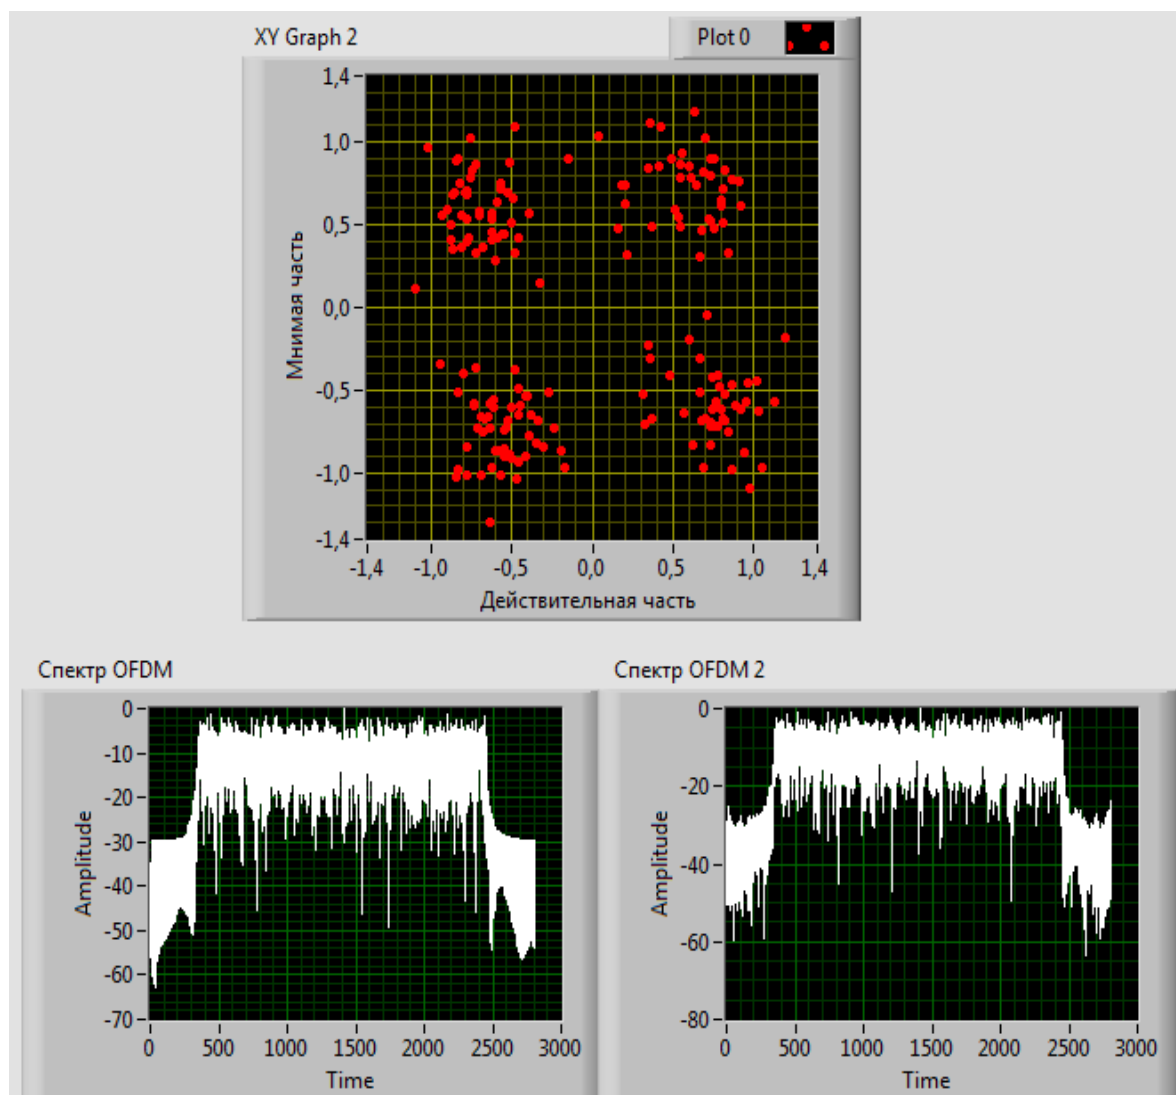 XY Graph 2
Plot 0
1,4
1,0
0,5
0,0
-0,5
-1,0
-1,4
Мнимая часть
-1,4 -1,0 -0,5 0,0 0,5 1,0 1,4
Действительная часть
Спектр OFDM
0
-10
-20
-30
-40
-50
-60
-70
Amplitude
0 500 1000 1500 2000 2500 3000
Time
Спектр OFDM 2
0
-20
-40
-60
-80
Amplitude
0 500 1000 1500 2000 2500 3000
Time